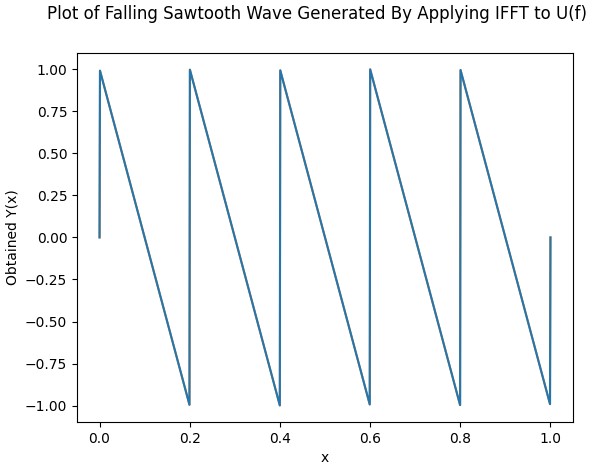 Plot of Falling Sawtooth Wave Generated By Applying IFFT to U(f)
1.00
0.75
0.50
0.25
0.00
−0.25
−0.50
−0.75
−1.00
Obtained Y(x)
0.0 0.2 0.4 0.6 0.8 1.0
x